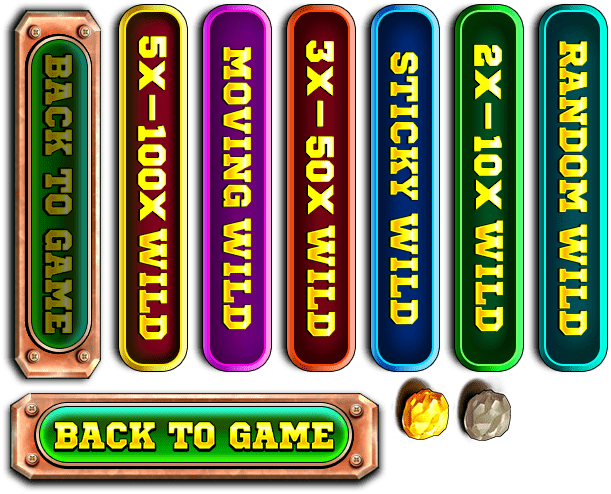 BACK TO GAME
5X-100X WILD
MOVING WILD
3X-50X WILD
STICKY WILD
2X-10X WILD
RANDOM WILD
BACK TO GAME